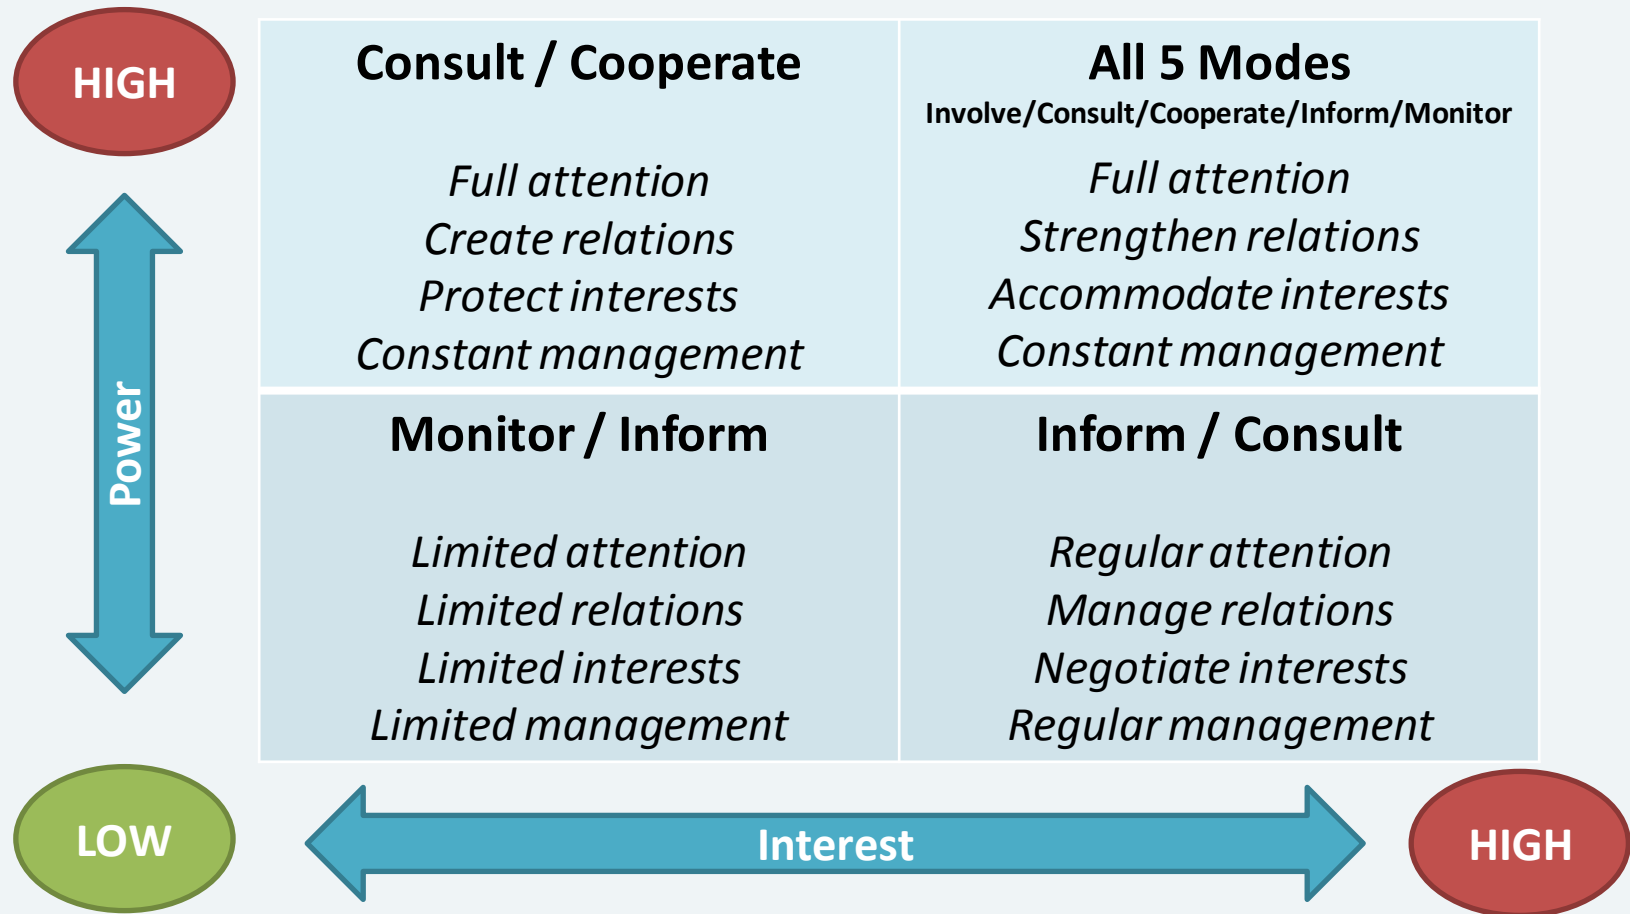 HIGH
Consult / Cooperate
Full attention
Create relations
Protect interests
Constant management
All 5 Modes
Involve/Consult/Cooperate/Inform/Monitor
Full attention
Strengthen relations
Accommodate interests
Constant management
Power
Monitor / Inform
Limited attention
Limited relations
Limited interests
Limited management
Inform / Consult
Regular attention
Manage relations
Negotiate interests
Regular management
LOW
Interest
HIGH